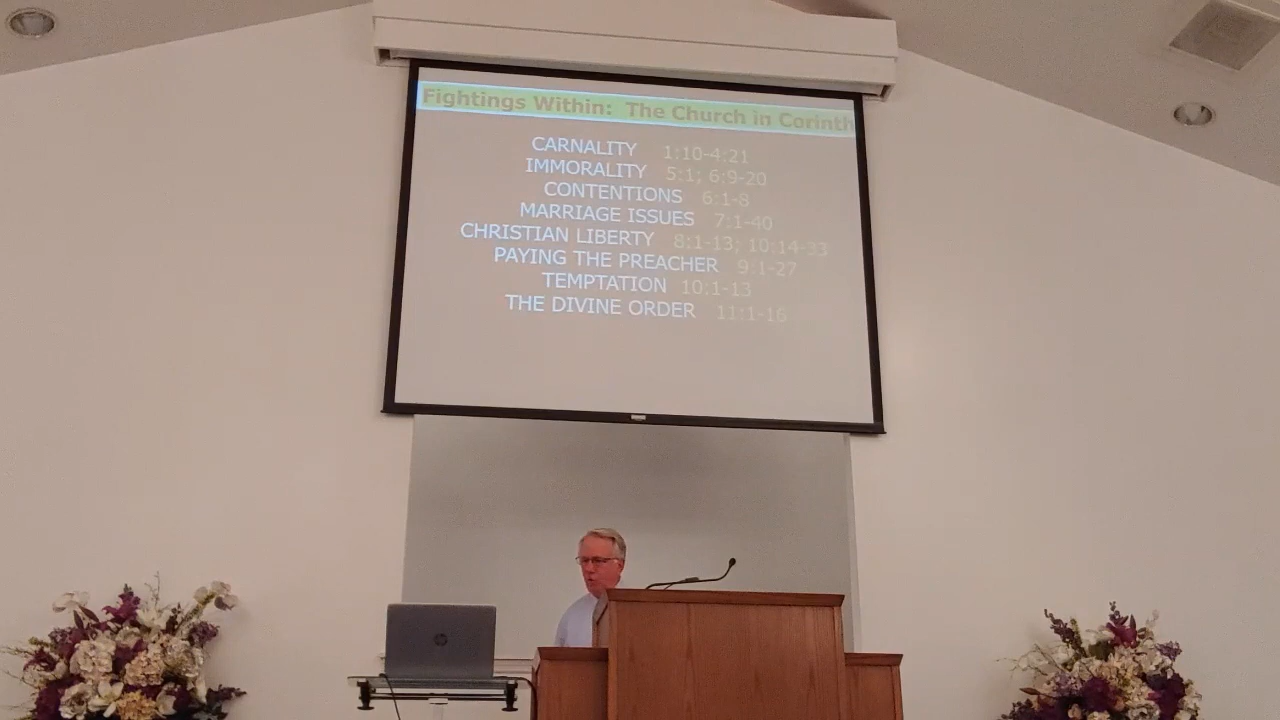 Fightings Within: The Church in Corinth
CARNALITY 1:10-4:21
IMMORALITY 5:1; 6:9-20
CONTENTIONS 6:1-8
MARRIAGE ISSUES 7:1-40
CHRISTIAN LIBERTY 8:1-13; 10:14-33
PAYING THE PREACHER 9:1-27
TEMPTATION 10:1-13
THE DIVINE ORDER 11:1-16
hp